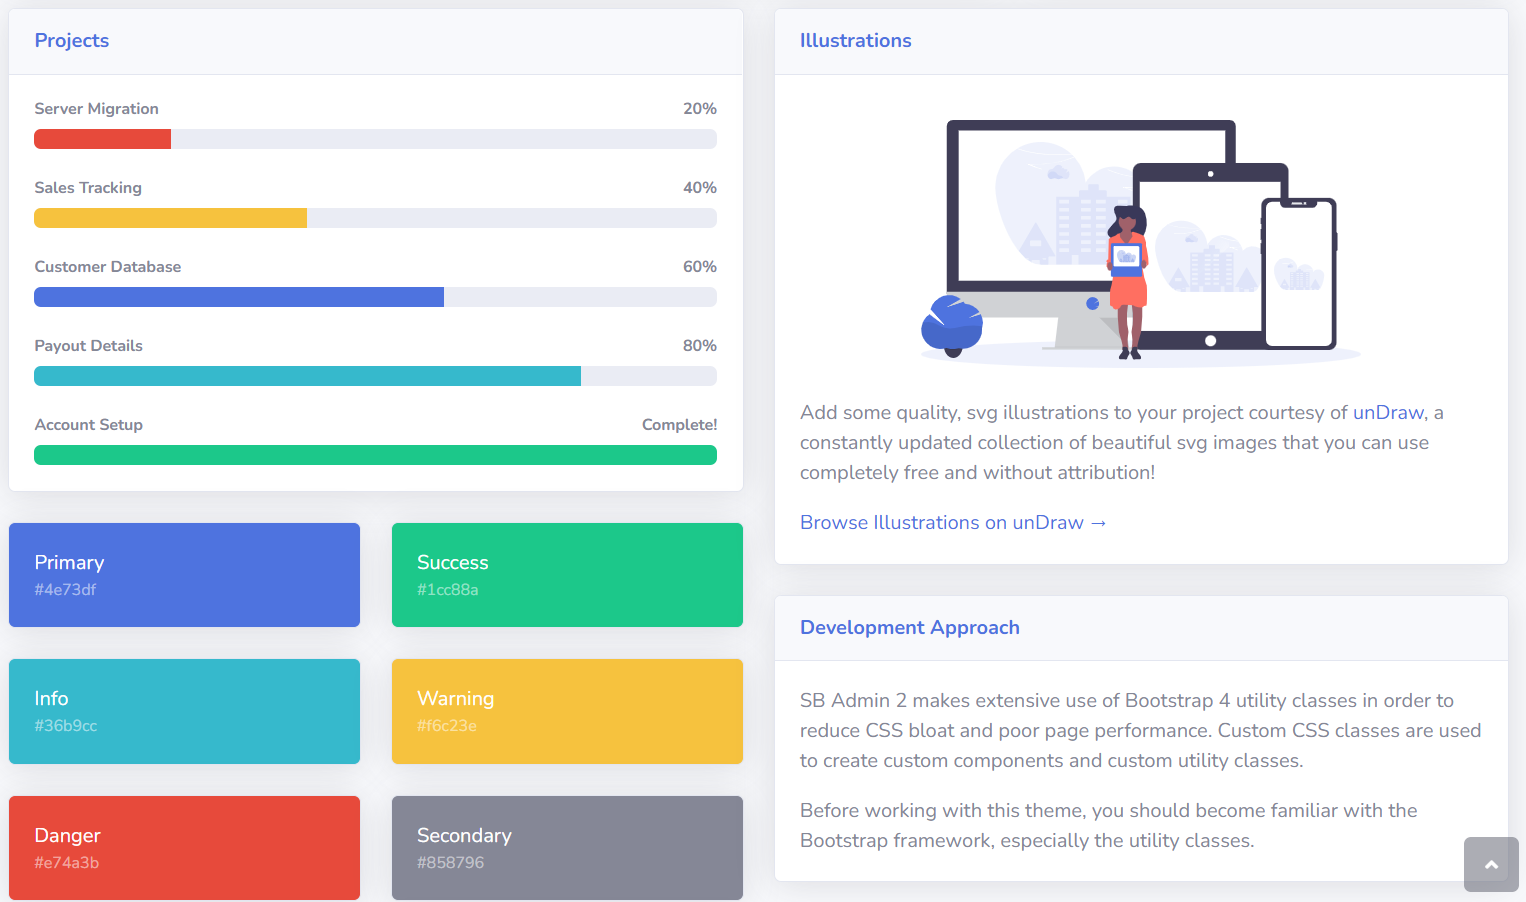 Projects
Server Migration 20%
Sales Tracking 40%
Customer Database 60%
Payout Details 80%
Account Setup Complete!
Primary
#4e73df
Success
#1cc88a
Info
#36b9cc
Warning
#f6c23e
Danger
#e74a3b
Secondary
#858796
Illustrations
Add some quality, svg illustrations to your project courtesy of unDraw, a
constantly updated collection of beautiful svg images that you can use
completely free and without attribution!
Browse Illustrations on unDraw →
Development Approach
SB Admin 2 makes extensive use of Bootstrap 4 utility classes in order to
reduce CSS bloat and poor page performance. Custom CSS classes are used
to create custom components and custom utility classes.
Before working with this theme, you should become familiar with the
Bootstrap framework, especially the utility classes.